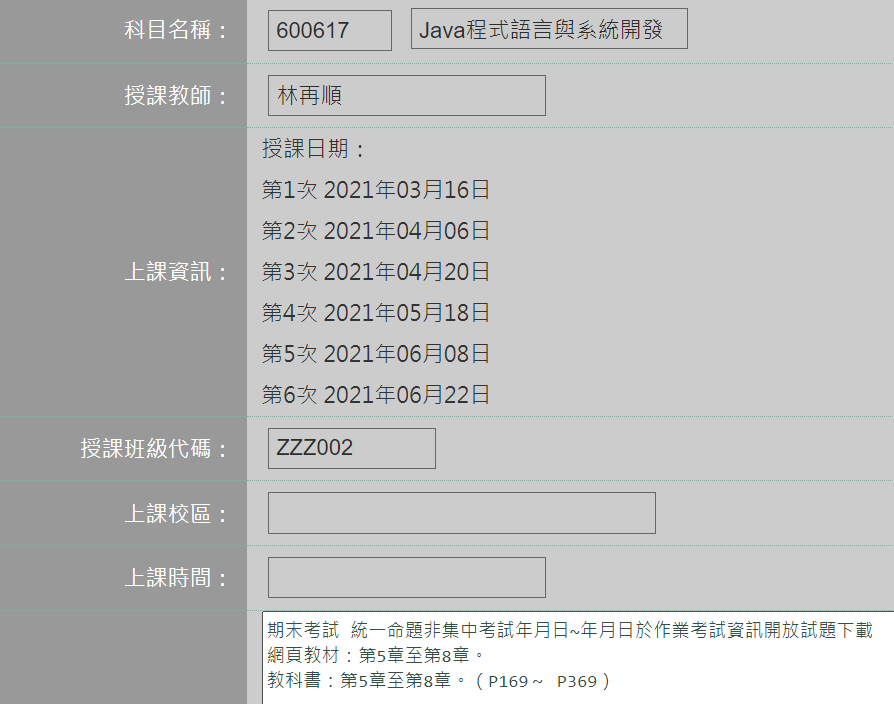 科目名稱： 600617 Java程式語言與系統開發
授課教師： 林再順
授課日期：
第1次 2021年03月16日
第2次 2021年04月06日
上課資訊： 第3次 2021年04月20日
第4次 2021年05月18日
第5次 2021年06月08日
第6次 2021年06月22日
授課班級代碼： ZZZ002
上課校區：
上課時間：
期末考試 統一命題非集中考試年月日~年月日於作業考試資訊開放試題下載
網頁教材：第5章至第8章。
教科書：第5章至第8章。（P169～ P369）